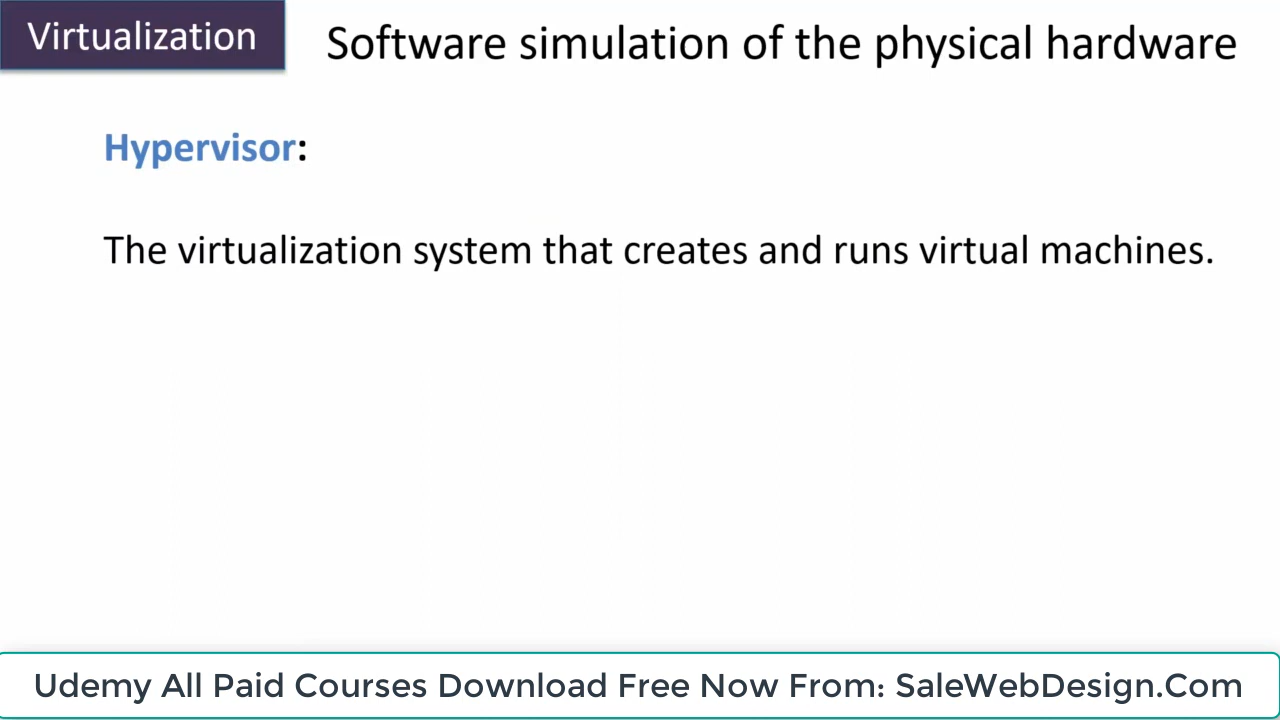 Virtualization
Software simulation of the physical hardware
Hypervisor:
The virtualization system that creates and runs virtual machines.
Udemy All Paid Courses Download Free Now From: SaleWebDesign.Com